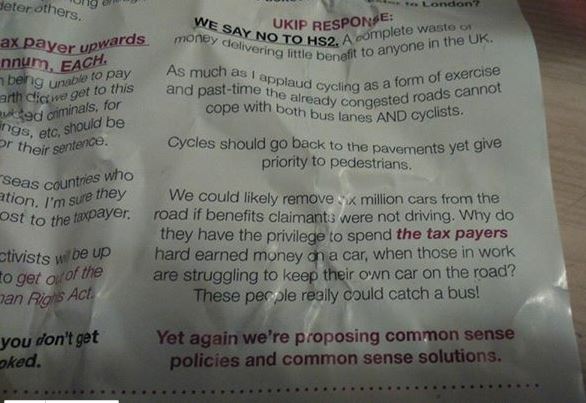 deter others.
ax payer upwards
nnum, EACH.
being unable to pay
arth did we get to this
criminals, for
ngs, etc, should be
or their sentence.
rseas countries who
ation. I'm sure they
ost to the taxpayer.
ctivists will be up
to get out of the
man Rights Act.
you don't get
oked.
to London?
UKIP RESPONSE:
WE SAY NO TO HS2. A complete waste of
money delivering little benefit to anyone in the UK.
As much as I applaud cycling as a form of exercise
and past-time the already congested roads cannot
cope with both bus lanes AND cyclists.
Cycles should go back to the pavements yet give
priority to pedestrians.
We could likely remove six million cars from the
road if benefits claimants were not driving. Why do
they have the privilege to spend the tax payers
hard earned money on a car, when those in work
are struggling to keep their own car on the road?
These people really could catch a bus!
Yet again we're proposing common sense
policies and common sense solutions.